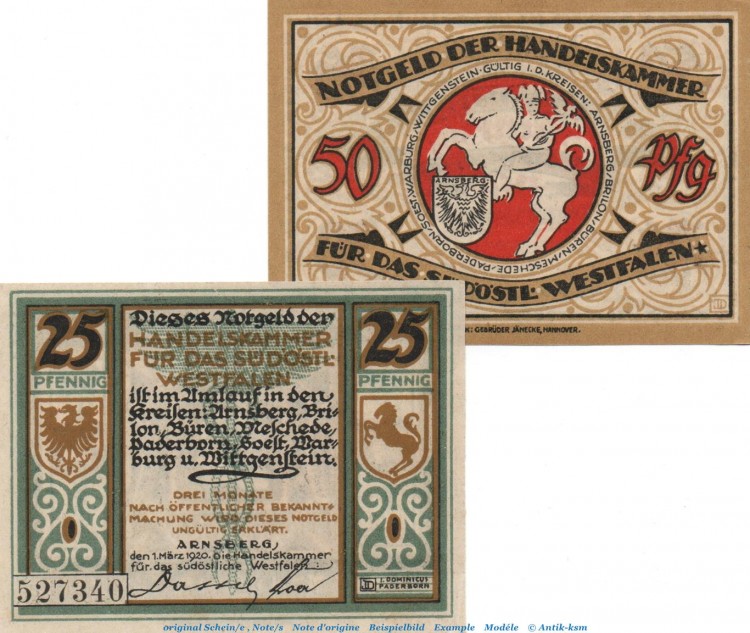 NOTGELD DER HANDELSKAMMER
WARBURG/WITTGENSTEIN·GÜLTIG I. D. KREISEN: ARNSBERG/BRILON/BÜREN/MESCHEDE/PADERBORN/SOEST/
50 Pfg
ARNSBERG
FÜR DAS SÜDÖSTL: WESTFALEN
JD
K: GEBRÜDER JÄNECKE, HANNOVER.
25
PFENNIG
Dieses Notgeld der
HANDELSKAMMER
FÜR DAS SÜDÖSTL:
WESTFALEN
ist im Umlauf in den
Kreisen: Arnsberg, Bri-
lon, Büren, Meschede,
Paderborn, Soest, War-
burg u. Wittgenstein.
DREI MONATE
NACH ÖFFENTLICHER BEKANNT-
MACHUNG WIRD DIESES NOTGELD
UNGÜLTIG ERKLÄRT.
ARNSBERG,
den 1. März 1920. Die Handelskammer
für das südöstliche Westfalen:
25
PFENNIG
527340
JD I. DOMINICUS
PADERBORN
original Schein/e , Note/s Note d'origine Beispielbild Example Modéle © Antik-ksm